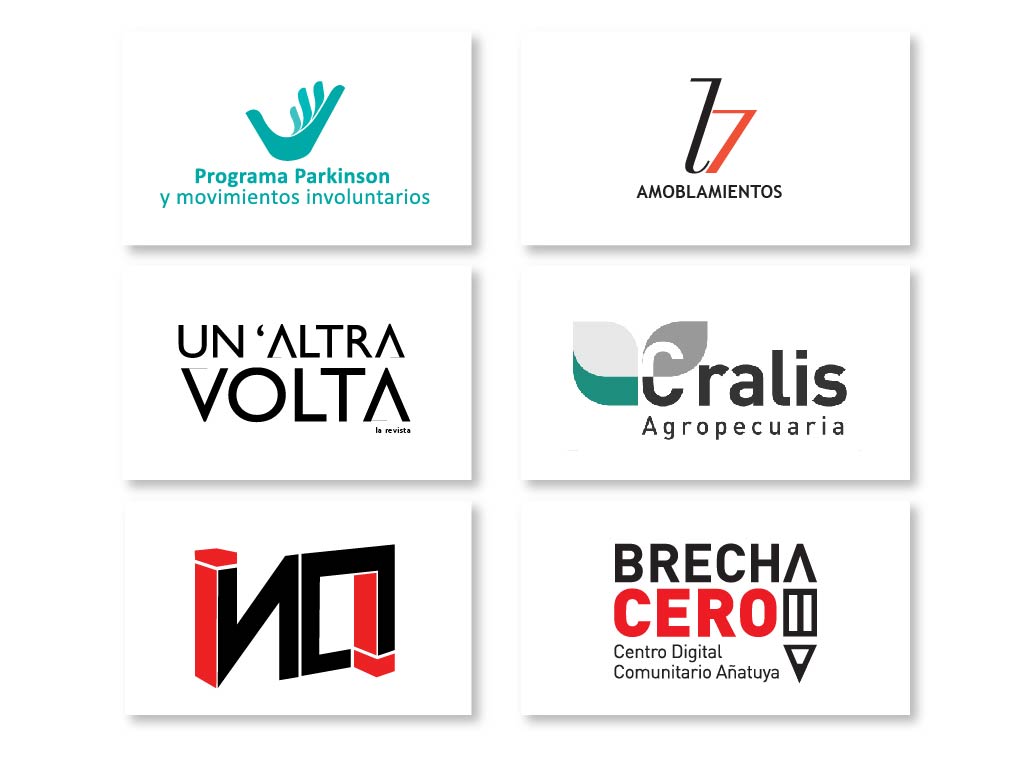 Programa Parkinson
y movimientos involuntarios
l7
AMOBLAMIENTOS
UN ‘ALTRA
VOLTA
la revista
Cralis
Agropecuaria
BRECHA
CERO
Centro Digital
Comunitario Añatuya